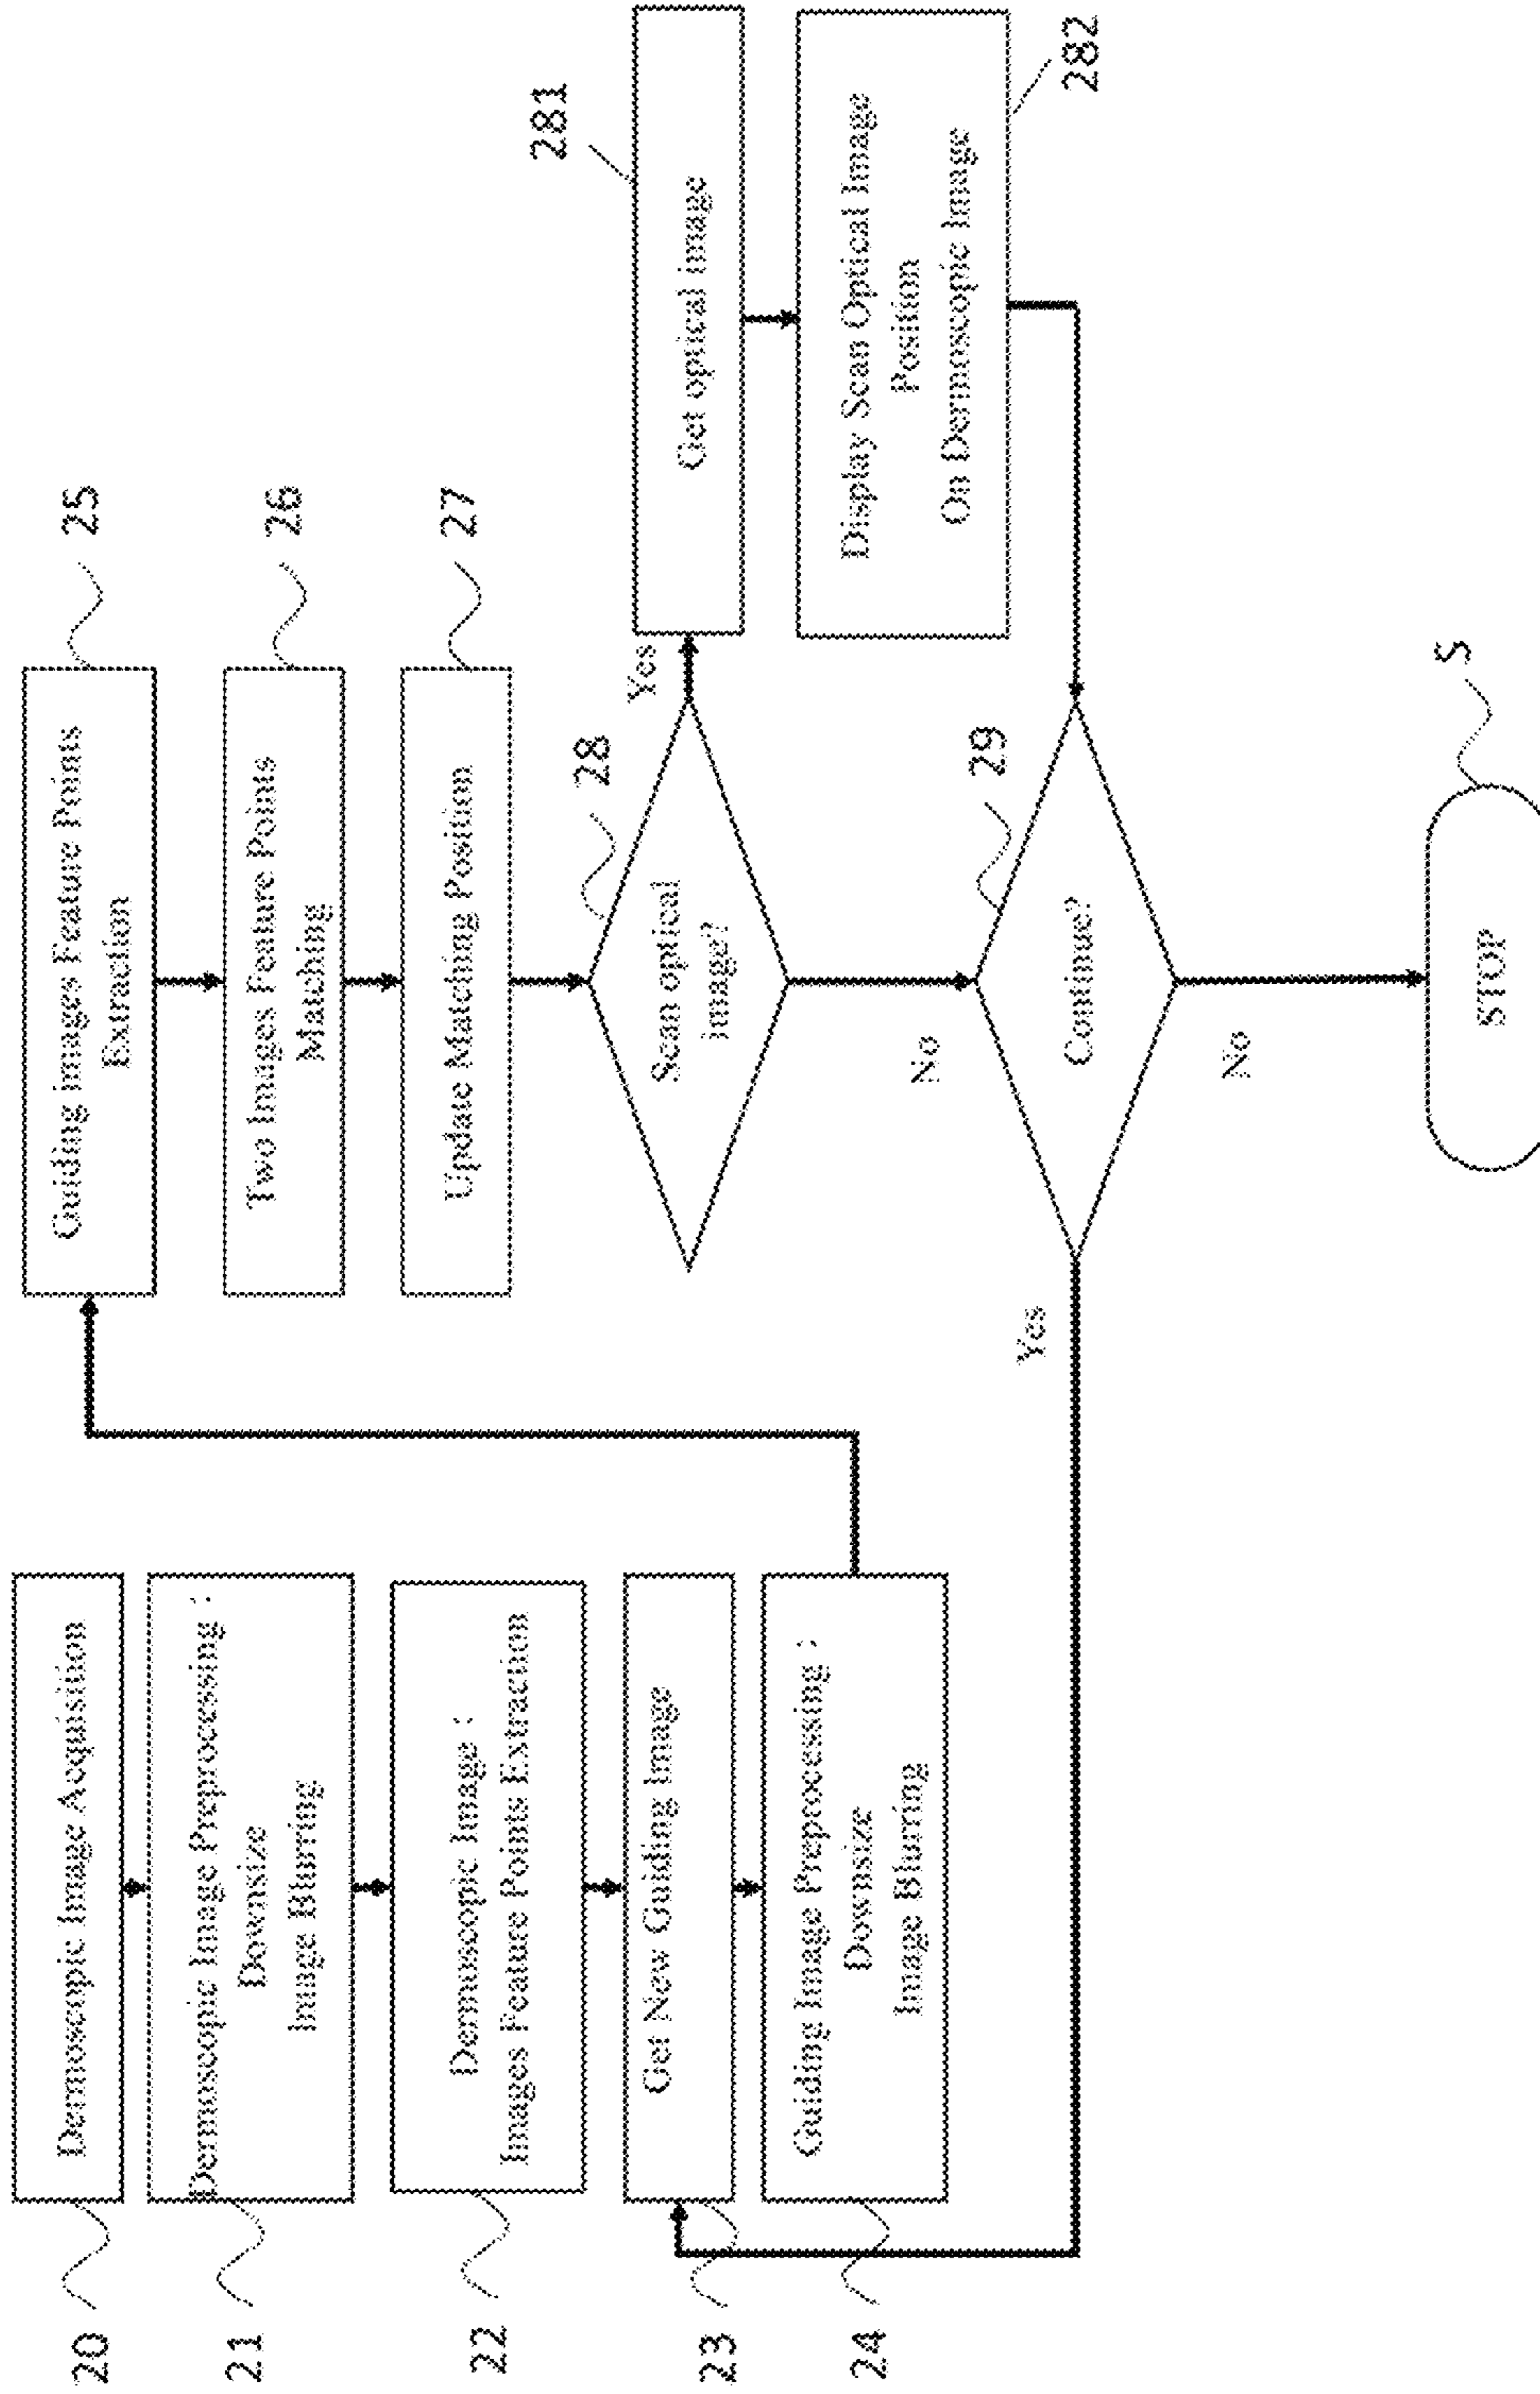 20
Dermoscopic Image Acquisition
21
Dermoscopic Image Preprocessing :
Downsize
Image Blurring
22
Dermoscopic Image :
Images Feature Points Extraction
23
Get New Guiding Image
24
Guiding Image Preprocessing :
Downsize
Image Blurring
25
Guiding images Feature Points
Extraction
26
Two Images Feature Points
Matching
27
Update Matching Position
28
Scan optical
image?
Yes
No
281
Get optical image
282
Display Scan Optical Image
Position
On Dermoscopic Image
29
Continue?
Yes
No
S
STOP